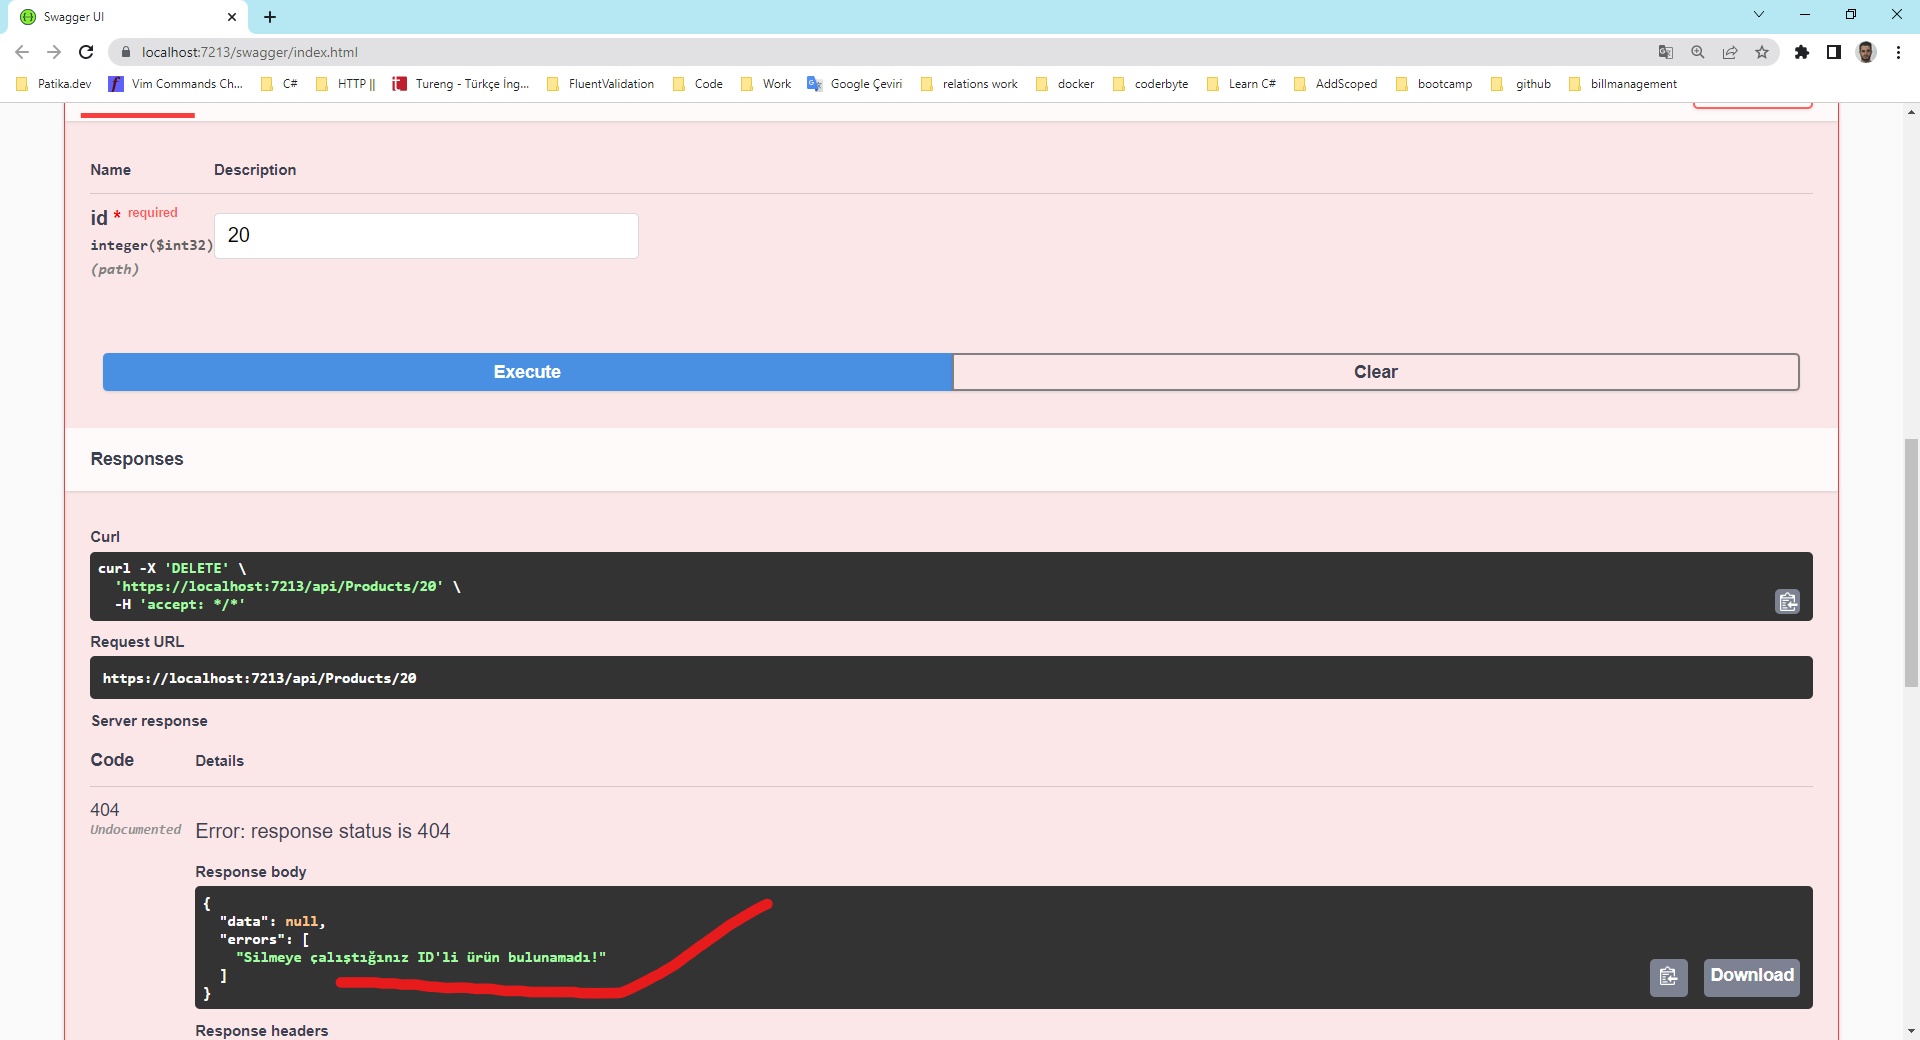 Swagger UI
localhost:7213/swagger/index.html
Patika.dev Vim Commands Ch... C# HTTP || Tureng - Türkçe İng... FluentValidation Code Work Google Çeviri relations work docker coderbyte Learn C# AddScoped bootcamp github billmanagement
Name Description
id * required
integer($int32)
(path)
20
Execute Clear
Responses
Curl
curl -X 'DELETE' \
'https://localhost:7213/api/Products/20' \
-H 'accept: */*'
Request URL
https://localhost:7213/api/Products/20
Server response
Code Details
404
Undocumented
Error: response status is 404
Response body
{
"data": null,
"errors": [
"Silmeye çalıştığınız ID'li ürün bulunamadı!"
]
}
Download
Response headers